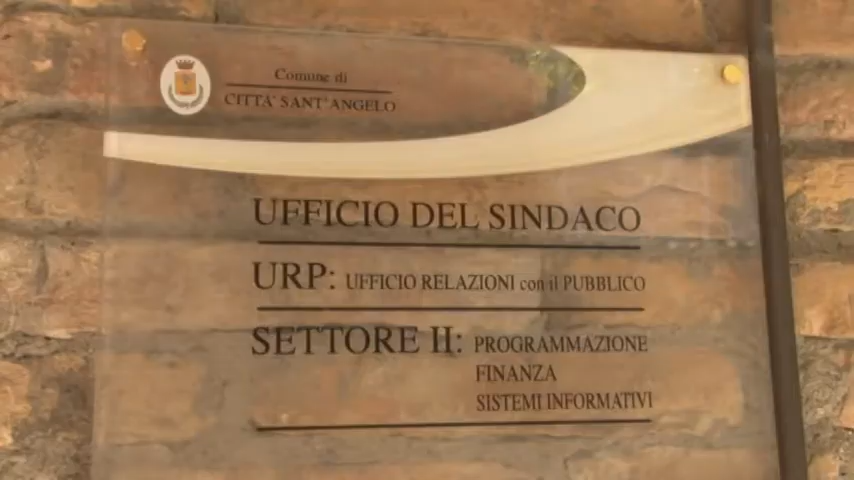 Comune di
CITTA' SANT'ANGELO
UFFICIO DEL SINDACO
URP: UFFICIO RELAZIONI con il PUBBLICO
SETTORE II: PROGRAMMAZIONE
FINANZA
SISTEMI INFORMATIVI